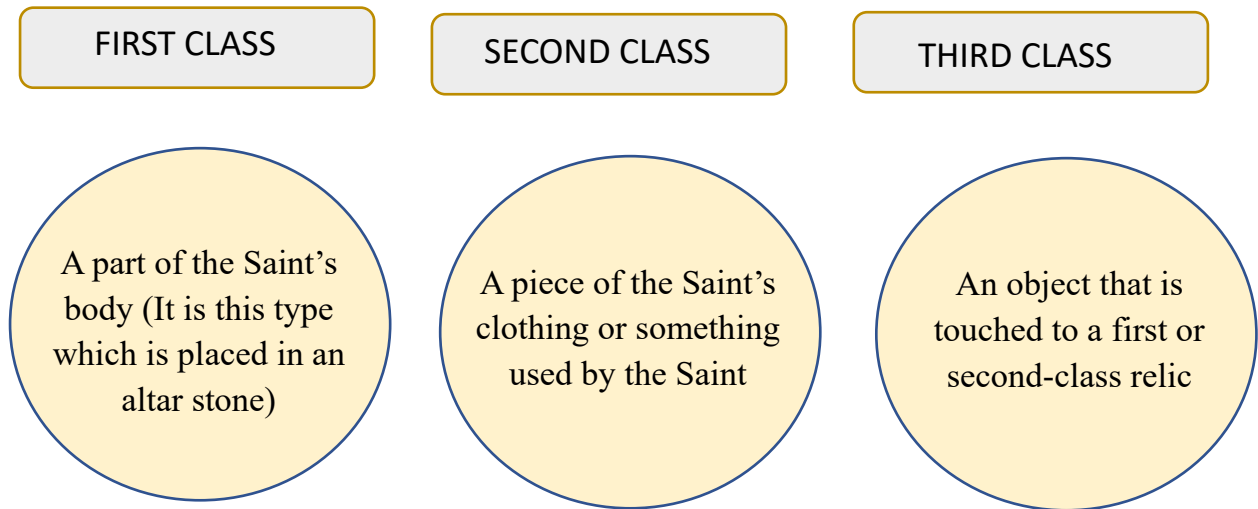 FIRST CLASS
SECOND CLASS
THIRD CLASS
A part of the Saint’s
body (It is this type
which is placed in an
altar stone)
A piece of the Saint’s
clothing or something
used by the Saint
An object that is
touched to a first or
second-class relic